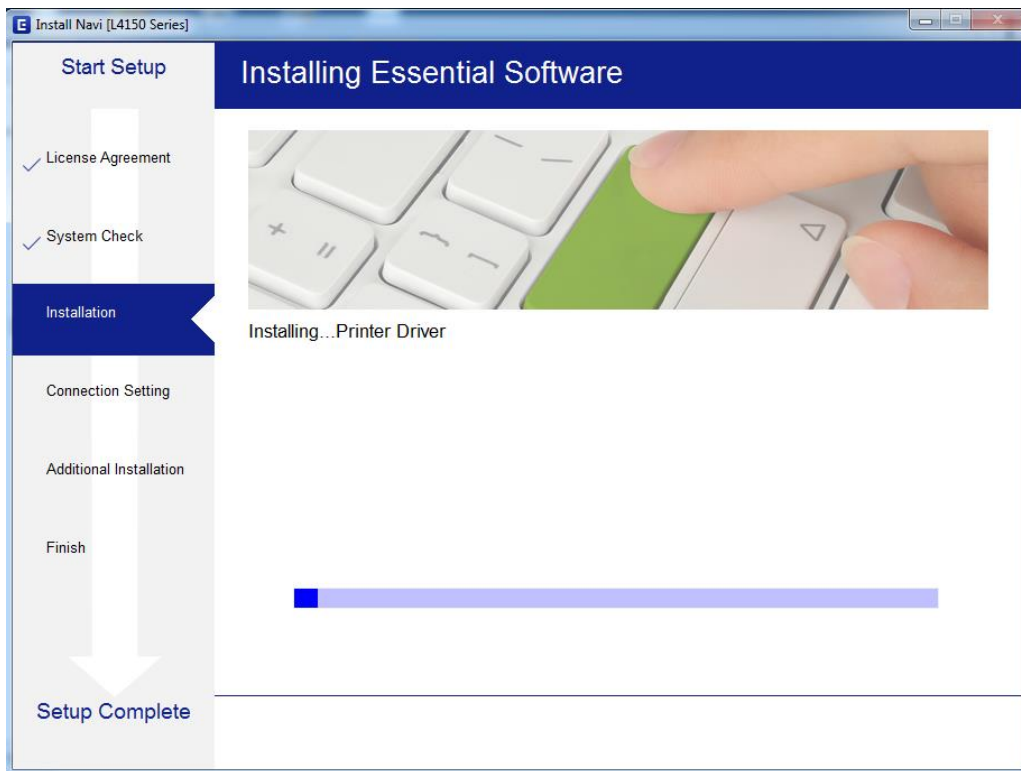 Install Navi [L4150 Series]
Start Setup
Installing Essential Software
License Agreement
System Check
Installation
Installing...Printer Driver
Connection Setting
Additional Installation
Finish
Setup Complete